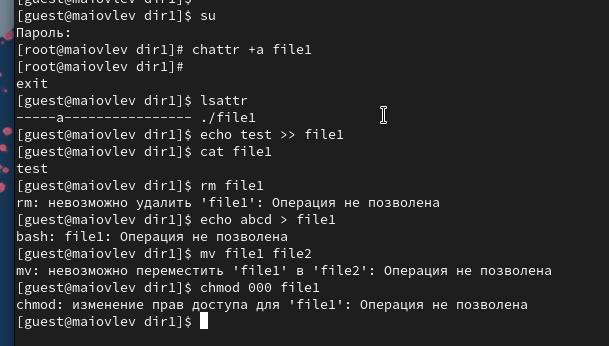 [guest@maiovlev dir1]$ su
Пароль:
[root@maiovlev dir1]# chattr +a file1
[root@maiovlev dir1]#
exit
[guest@maiovlev dir1]$ lsattr
-----a---------------- ./file1
[guest@maiovlev dir1]$ echo test >> file1
[guest@maiovlev dir1]$ cat file1
test
[guest@maiovlev dir1]$ rm file1
rm: невозможно удалить 'file1': Операция не позволена
[guest@maiovlev dir1]$ echo abcd > file1
bash: file1: Операция не позволена
[guest@maiovlev dir1]$ mv file1 file2
mv: невозможно переместить 'file1' в 'file2': Операция не позволена
[guest@maiovlev dir1]$ chmod 000 file1
chmod: изменение прав доступа для 'file1': Операция не позволена
[guest@maiovlev dir1]$